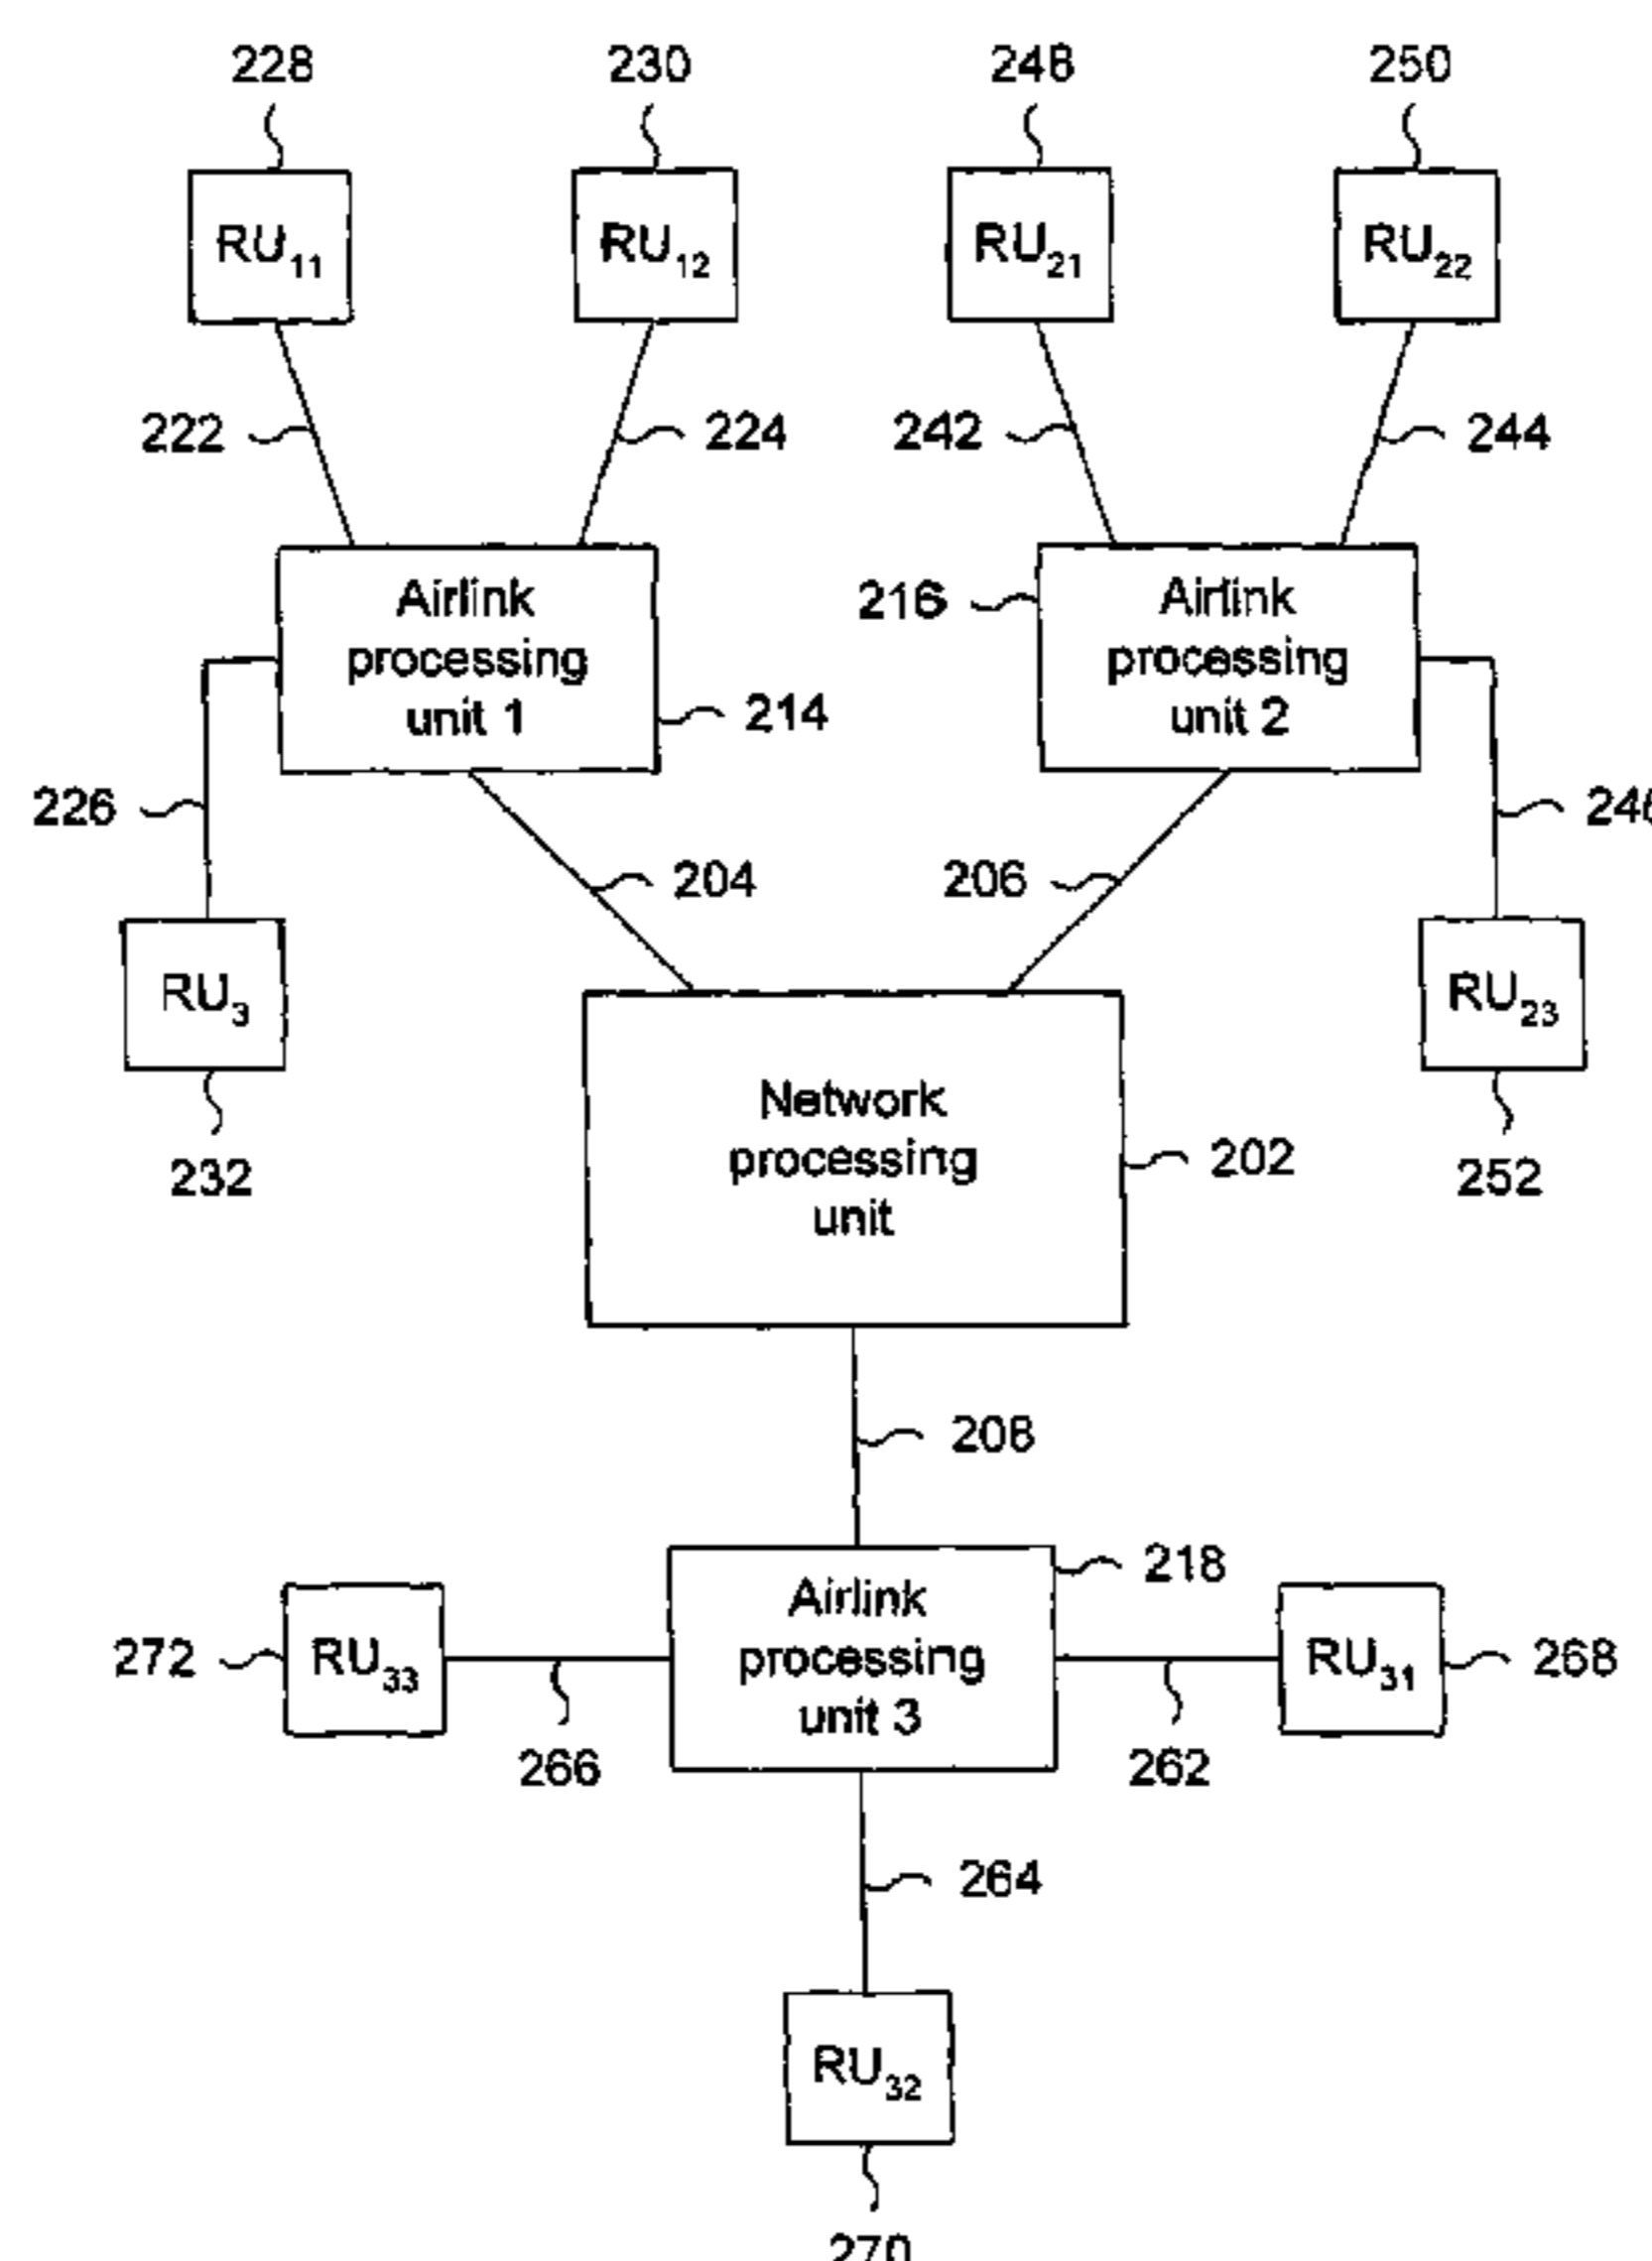 228 230 248 250
RU11 RU12 RU21 RU22
222 224 242 244
Airlink
processing
unit 1
214
216
Airlink
processing
unit 2
226
204 206
RU3
232
RU23
252
Network
processing
unit
202
208
218
Airlink
processing
unit 3
272
RU33
266
262
RU31
268
264
RU32
270